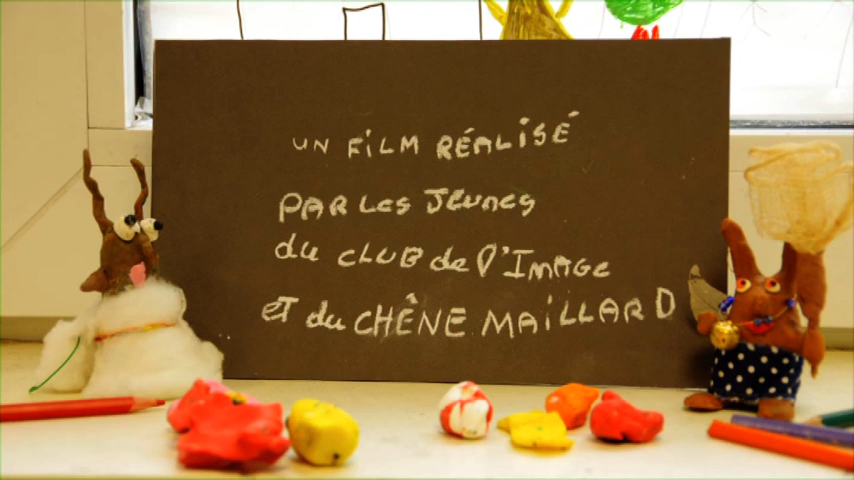 UN FiLM RÉALiSÉ
PAR Les Jeunes
du CLUB de l'Image
et du CHÊNE MAiLLARD